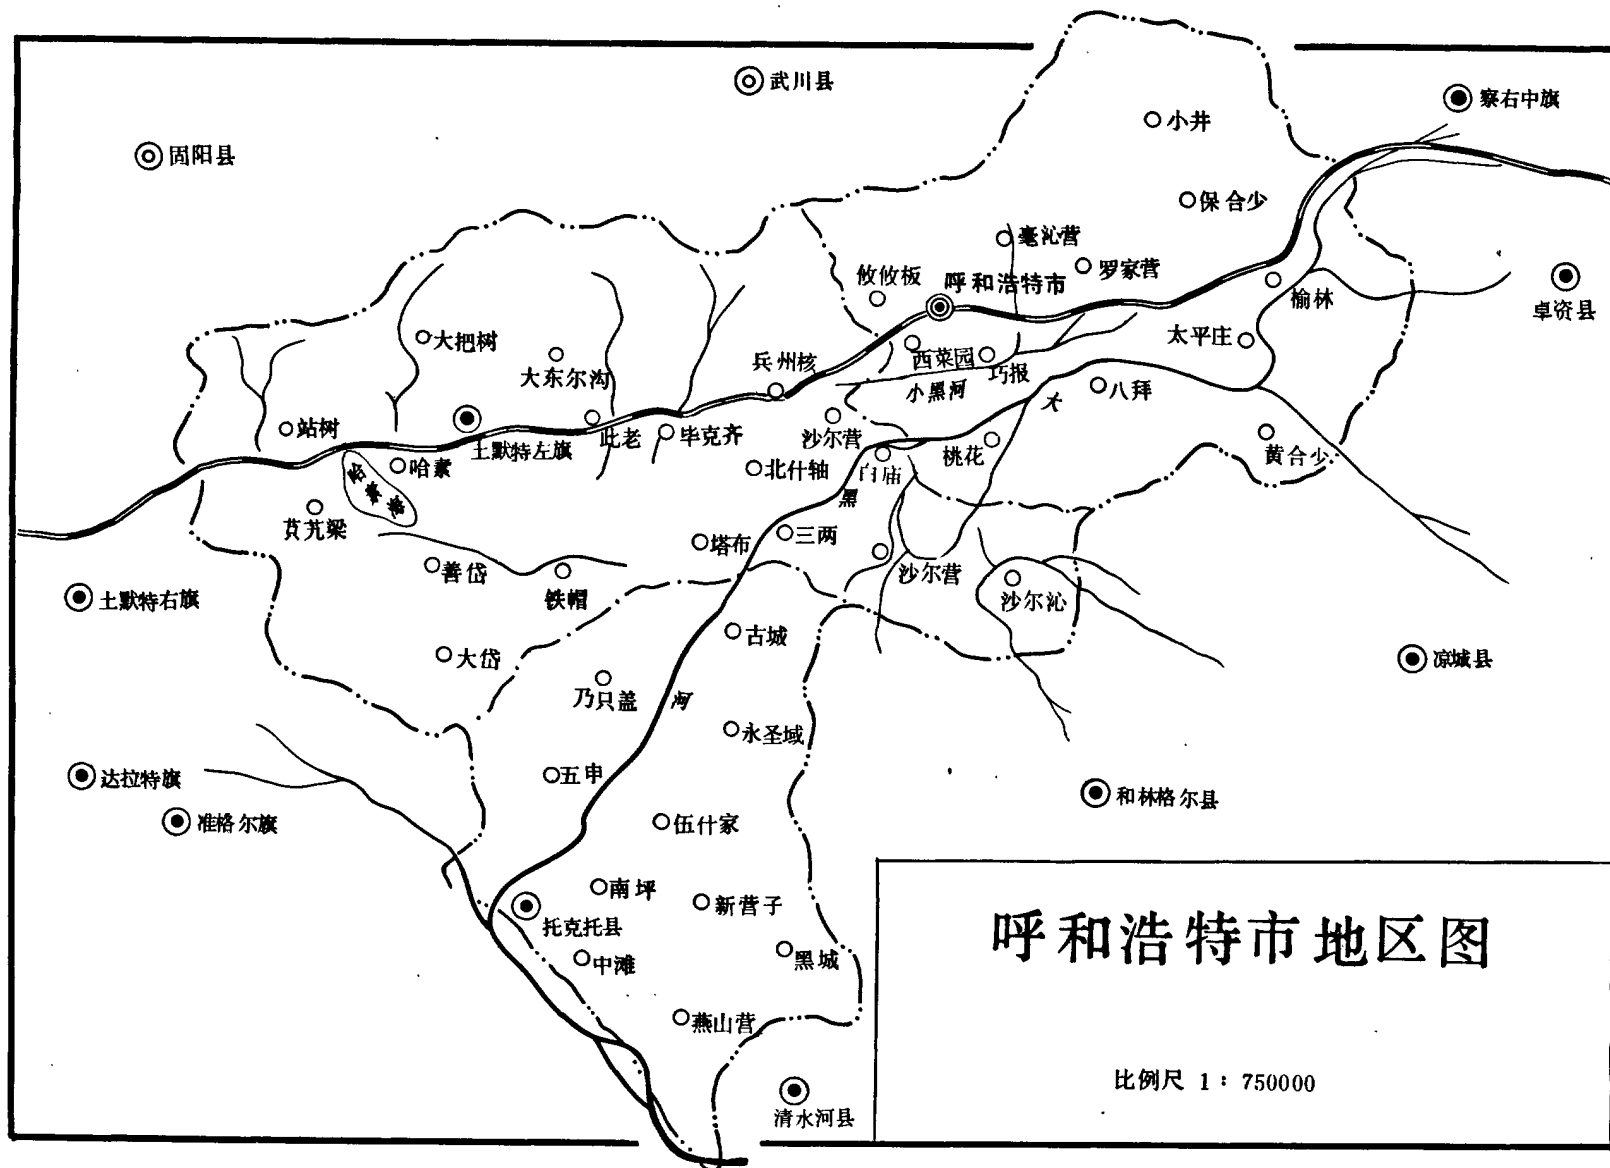 武川县
察右中旗
小井
固阳县
保合少
毫沁营
罗家营
攸攸板
呼和浩特市
榆林
卓资县
太平庄
大把树
大东尔沟
兵州核
西菜园
巧报
小黑河
八拜
大
站树
土默特左旗
此老
毕克齐
沙尔营
桃花
黄合少
哈素
哈素海
北什轴
白庙
黑
苠芄梁
塔布
三两
善岱
铁帽
沙尔营
沙尔沁
土默特右旗
古城
大岱
凉城县
乃只盖
河
永圣域
五申
达拉特旗
准格尔旗
和林格尔县
伍什家
南坪
新营子
托克托县
中滩
黑城
燕山营
清水河县
呼和浩特市地区图
比例尺 1：750000